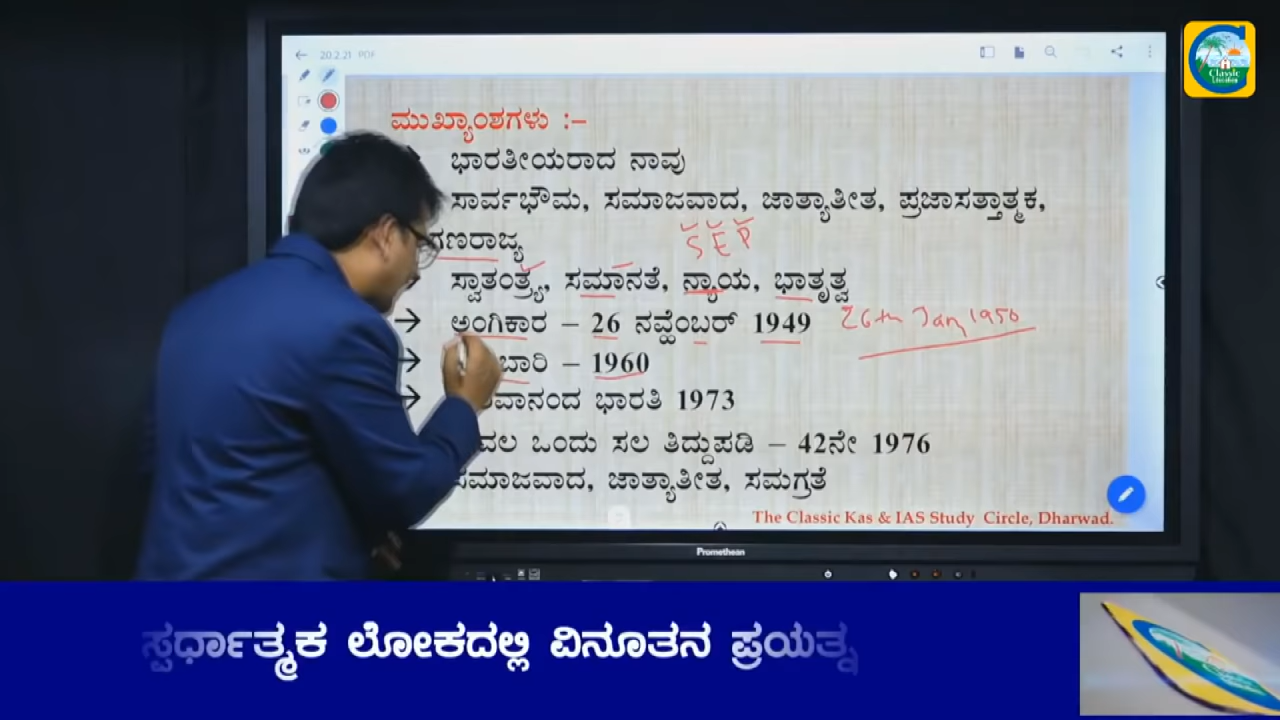 20.2.21 PDF
Classic
ಮುಖ್ಯಾಂಶಗಳು :–
ಭಾರತೀಯರಾದ ನಾವು
ಸಾರ್ವಭೌಮ, ಸಮಾಜವಾದ, ಜಾತ್ಯಾತೀತ, ಪ್ರಜಾಸತ್ತಾತ್ಮಕ,
ಗಣರಾಜ್ಯ
S E P
ಸ್ವಾತಂತ್ರ್ಯ, ಸಮಾನತೆ, ನ್ಯಾಯ, ಭಾತೃತ್ವ
→ ಅಂಗಿಕಾರ – 26 ನವ್ಹೆಂಬರ್ 1949 26th Jan 1950
→ ಬಾರಿ – 1960
→ ವಾನಂದ ಭಾರತಿ 1973
ವಲ ಒಂದು ಸಲ ತಿದ್ದುಪಡಿ – 42ನೇ 1976
ಸಮಾಜವಾದ, ಜಾತ್ಯಾತೀತ, ಸಮಗ್ರತೆ
The Classic Kas & IAS Study Circle, Dharwad.
Promethean
ಸ್ಪರ್ಧಾತ್ಮಕ ಲೋಕದಲ್ಲಿ ವಿನೂತನ ಪ್ರಯತ್ನ